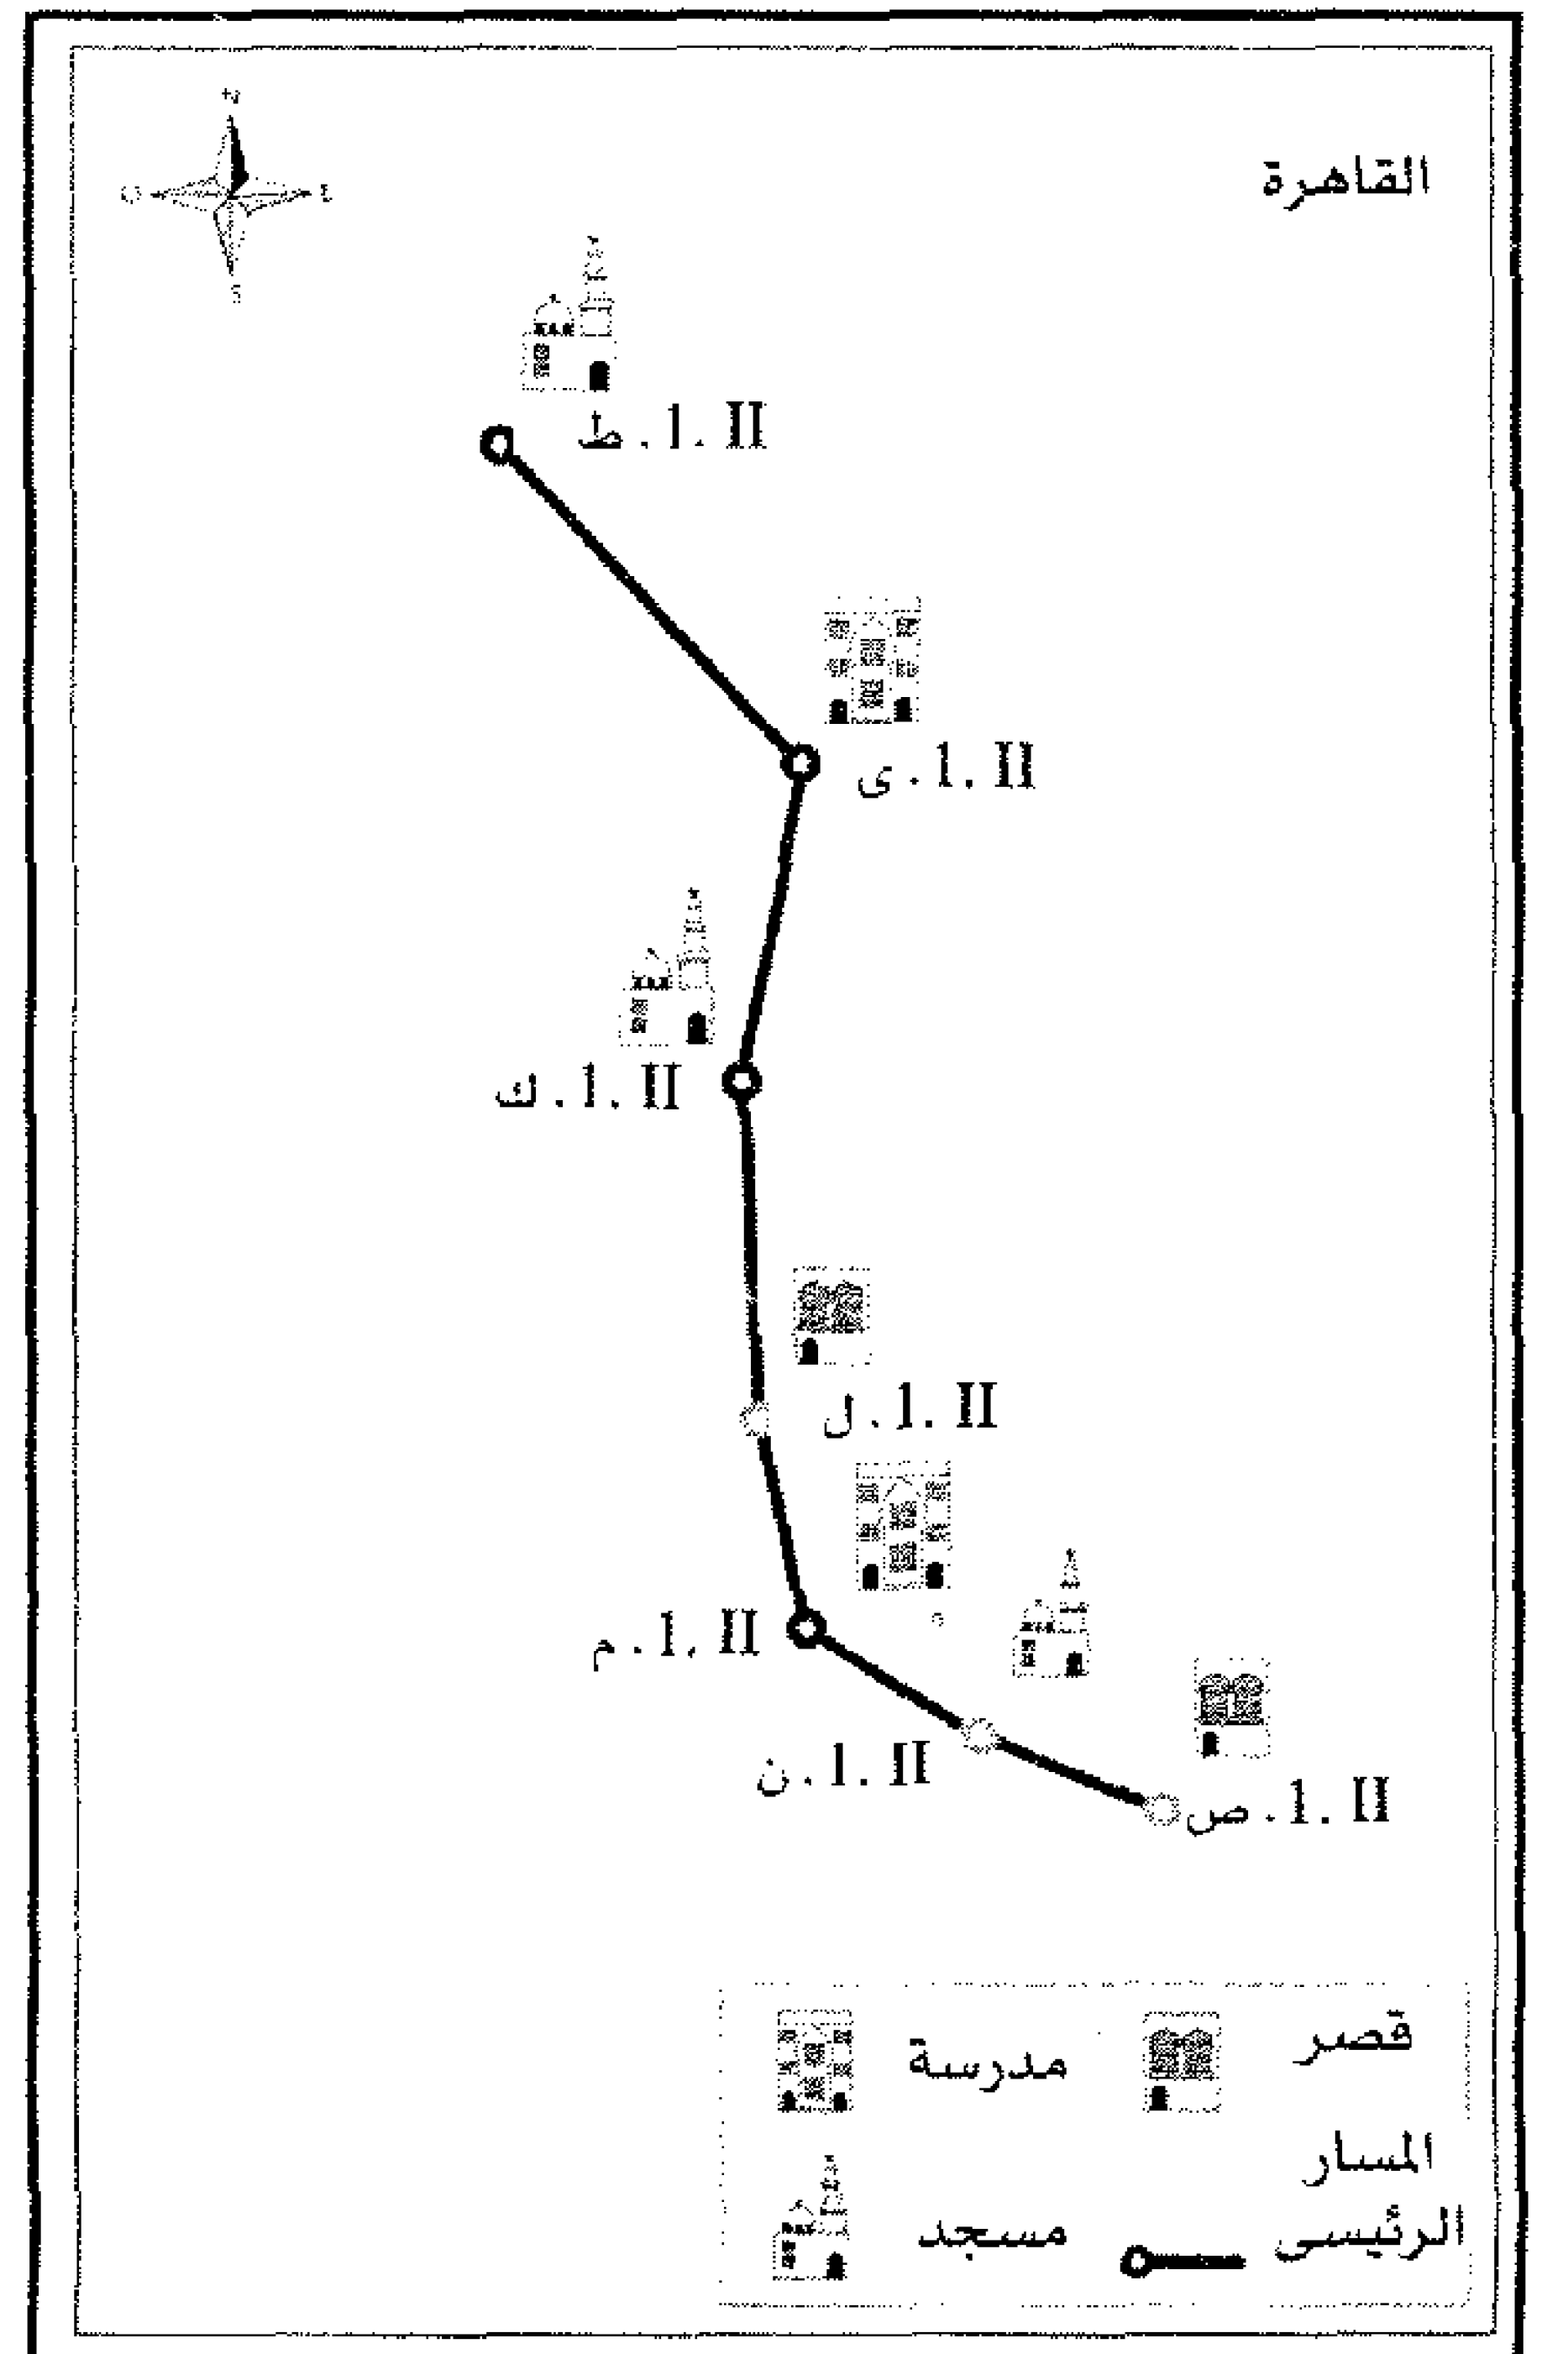 القاهرة
II .1. ط
II .1. ى
II .1. ك
II .1. ل
II .1. م
II .1. ن
II .1. ص
قصر
مدرسة
المسار
الرئيسى
مسجد